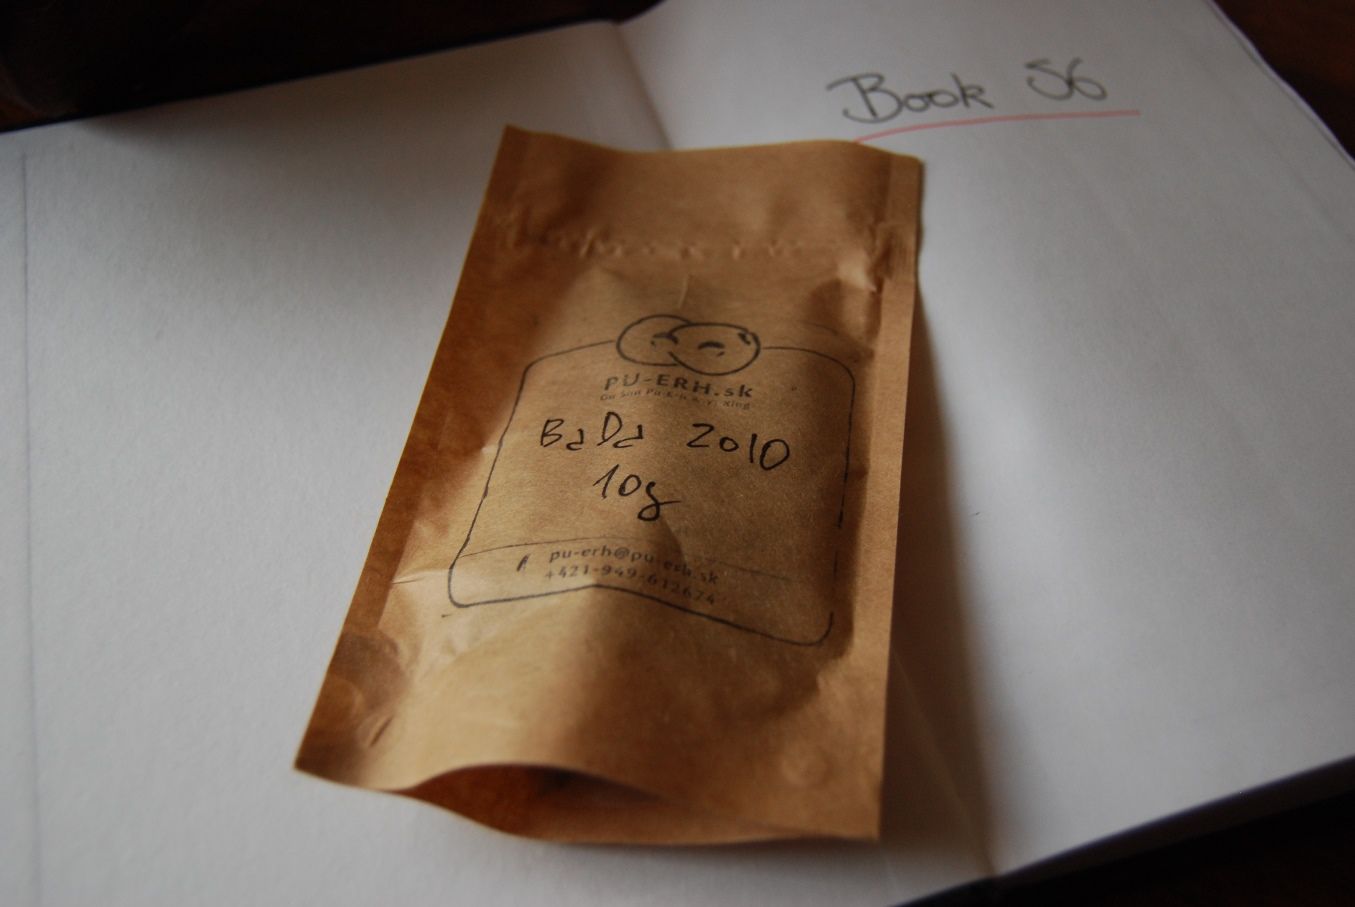 Book 56
PU-ERH.sk
BaDa 2010
10g
pu-erh@pu-erh.sk
+421-949-612674